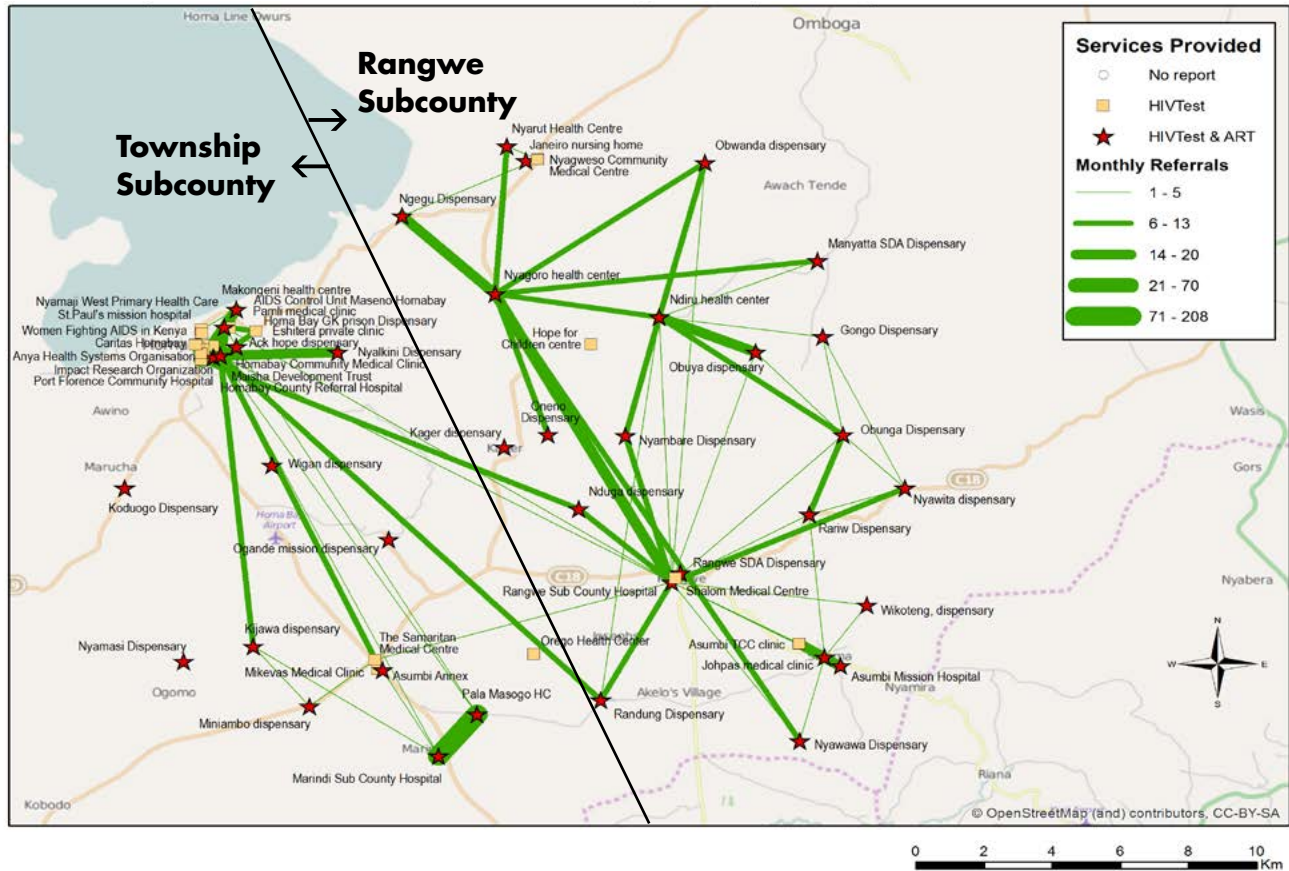 Homa Line Owurs
Omboga
Rangwe
Subcounty
Township
Subcounty
Services Provided
No report
HIVTest
HIVTest & ART
Monthly Referrals
1 - 5
6 - 13
14 - 20
21 - 70
71 - 208
Nyarut Health Centre
Janeiro nursing home
Nyagweso Community
Medical Centre
Obwanda dispensary
Awach Tende
Ngegu Dispensary
Manyatta SDA Dispensary
Nyagoro health center
Makongeni health centre
Nyamaji West Primary Health Care
AIDS Control Unit Maseno Homabay
St.Paul's mission hospital
Pamli medical clinic
Homa Bay GK prison Dispensary
Women Fighting AIDS in Kenya
Eshitera private clinic
Caritas Homabay
Ack hope dispensary
Anya Health Systems Organisation
Nyalkini Dispensary
Homabay Community Medical Clinic
Impact Research Organization
Maisha Development Trust
Port Florence Community Hospital
Homabay County Referral Hospital
Ndiru health center
Hope for
Children centre
Gongo Dispensary
Obuya dispensary
Awino
Oneno
Dispensary
Kager dispensary
Nyambare Dispensary
Obunga Dispensary
Wasis
Gors
Marucha
Wigan dispensary
Koduogo Dispensary
Nduga dispensary
C18
Nyawita dispensary
Homa Bay
Airport
Rariw Dispensary
Ogande mission dispensary
C18
Rangwe SDA Dispensary
Rangwe Sub County Hospital
Shalom Medical Centre
Nyabera
Wikoteng, dispensary
Kijawa dispensary
The Samaritan
Medical Centre
Orego Health Center
Asumbi TCC clinic
Nyamasi Dispensary
Mikevas Medical Clinic
Asumbi Annex
Johpas medical clinic
Asumbi Mission Hospital
Ogomo
Pala Masogo HC
Akelo's Village
Nyamira
Miniambo dispensary
Randung Dispensary
Nyawawa Dispensary
Marindi Sub County Hospital
Riana
Kobodo
N
W
E
S
© OpenStreetMap (and) contributors, CC-BY-SA
0 2 4 6 8 10
Km